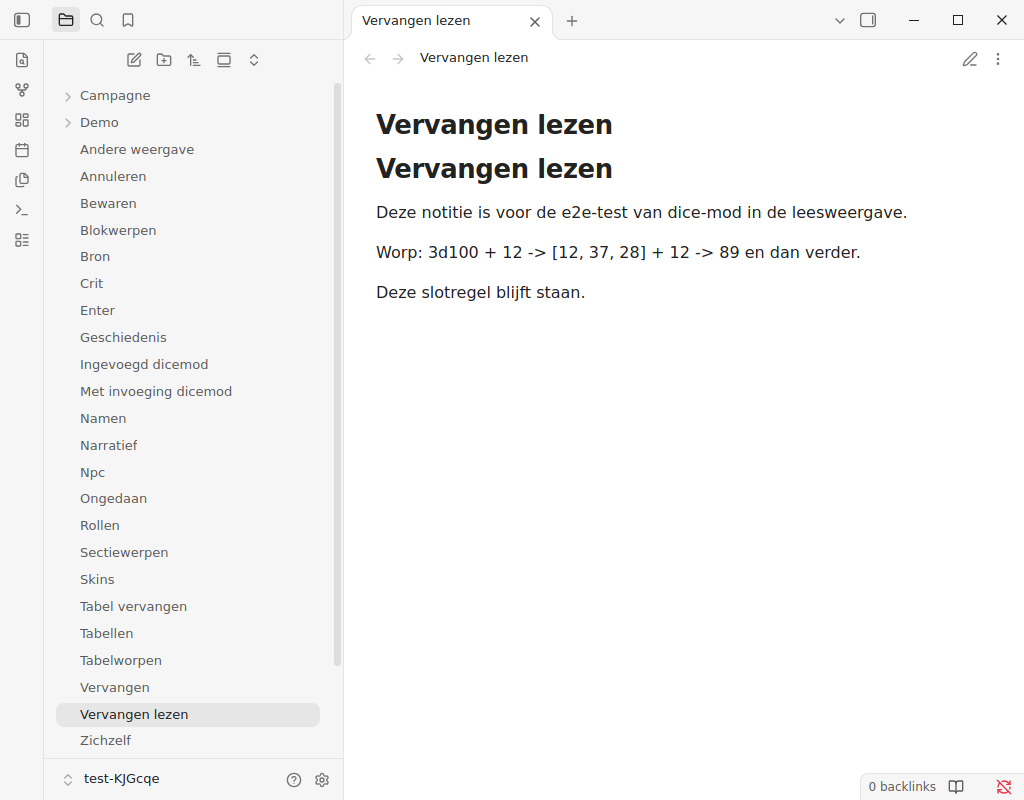 Vervangen lezen
Vervangen lezen
Campagne
Demo
Andere weergave
Annuleren
Bewaren
Blokwerpen
Bron
Crit
Enter
Geschiedenis
Ingevoegd dicemod
Met invoeging dicemod
Namen
Narratief
Npc
Ongedaan
Rollen
Sectiewerpen
Skins
Tabel vervangen
Tabellen
Tabelworpen
Vervangen
Vervangen lezen
Zichzelf
test-KJGcqe
Vervangen lezen
Vervangen lezen
Deze notitie is voor de e2e-test van dice-mod in de leesweergave.
Worp: 3d100 + 12 -> [12, 37, 28] + 12 -> 89 en dan verder.
Deze slotregel blijft staan.
0 backlinks